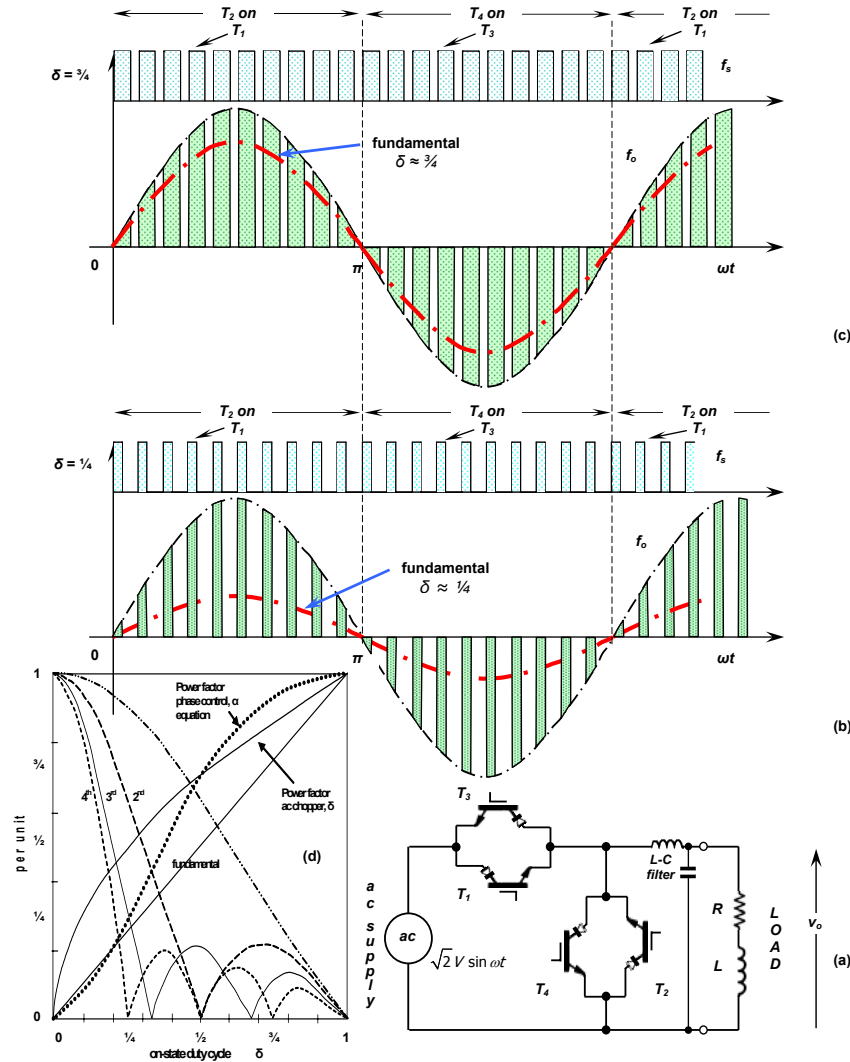 T2 on T4 on T2 on
T1 T3 T1
fs
δ = ¾
fundamental
δ ≈ ¾
fo
0 π ωt
(c)
T2 on T4 on T2 on
T1 T3 T1
fs
δ = ¼
fo
fundamental
δ ≈ ¼
0 π ωt
(b)
1
Power factor
phase control, α
equation
¾
4th 3rd 2nd
Power factor
ac chopper, δ
per unit
½
fundamental
(d)
¼
0
0 ¼ ½ ¾ 1
on-state duty cycle δ
T3
L-C
filter
T1
ac supply
ac
√2 V sin ωt
R
LOAD
vo
L
T4 T2
(a)